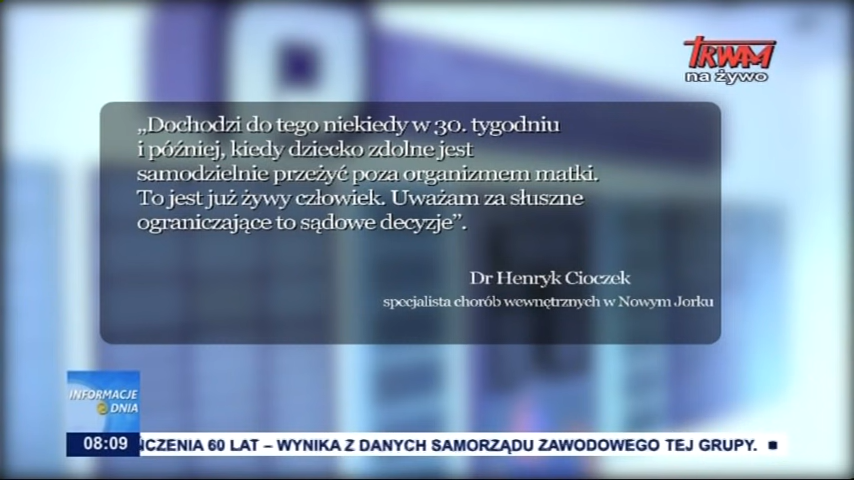 TRWAM
na żywo
„Dochodzi do tego niekiedy w 30. tygodniu
i później, kiedy dziecko zdolne jest
samodzielnie przeżyć poza organizmem matki.
To jest już żywy człowiek. Uważam za słuszne
ograniczające to sądowe decyzje”.
Dr Henryk Cioczek
specjalista chorób wewnętrznych w Nowym Jorku
INFORMACJE
DNIA
08:09
ŃCZENIA 60 LAT – WYNIKA Z DANYCH SAMORZĄDU ZAWODOWEGO TEJ GRUPY.